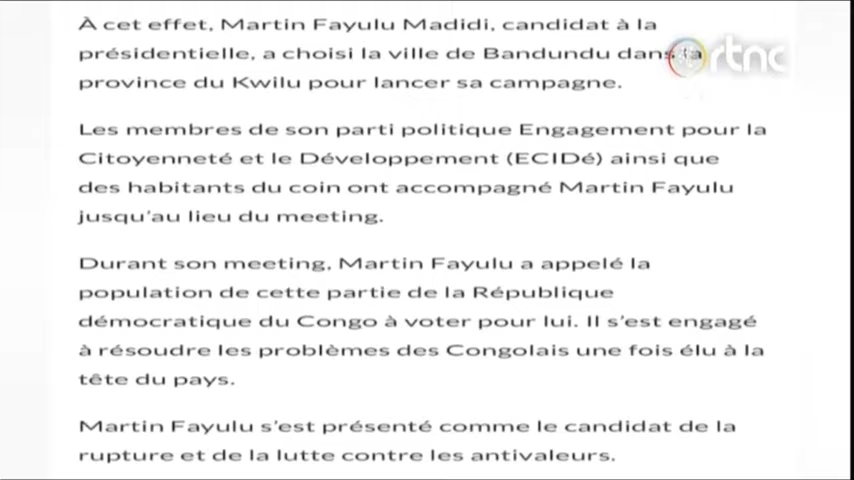 À cet effet, Martin Fayulu Madidi, candidat à la
présidentielle, a choisi la ville de Bandundu dans la
province du Kwilu pour lancer sa campagne.
Les membres de son parti politique Engagement pour la
Citoyenneté et le Développement (ECIDé) ainsi que
des habitants du coin ont accompagné Martin Fayulu
jusqu'au lieu du meeting.
Durant son meeting, Martin Fayulu a appelé la
population de cette partie de la République
démocratique du Congo à voter pour lui. Il s'est engagé
à résoudre les problèmes des Congolais une fois élu à la
tête du pays.
Martin Fayulu s'est présenté comme le candidat de la
rupture et de la lutte contre les antivaleurs.
rtnc